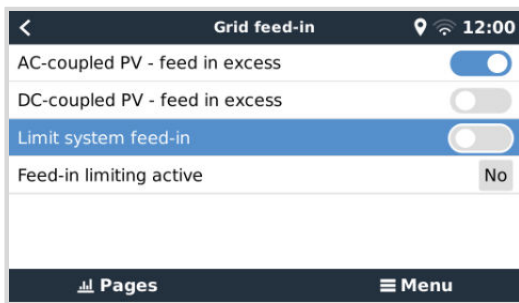 Grid feed-in 12:00
AC-coupled PV - feed in excess
DC-coupled PV - feed in excess
Limit system feed-in
Feed-in limiting active No
Pages Menu